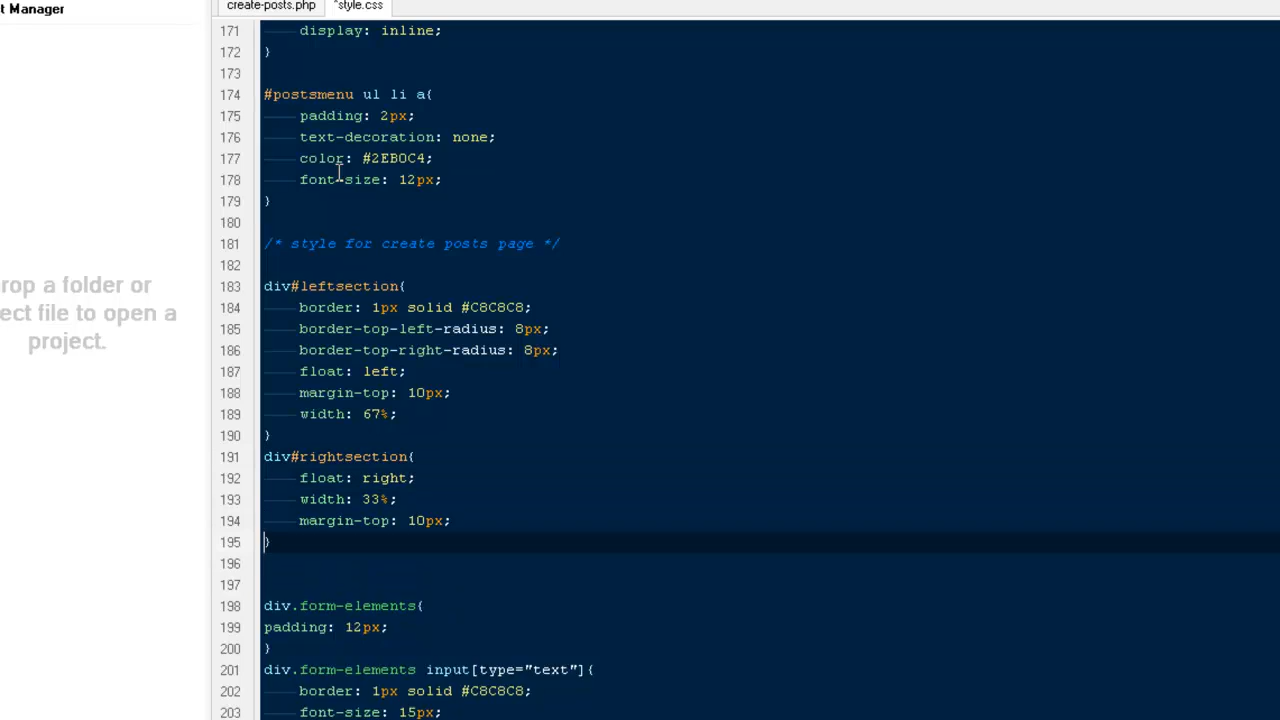 t Manager
create-posts.php
*style.css
171 display: inline;
172 }
173
174 #postsmenu ul li a{
175 padding: 2px;
176 text-decoration: none;
177 color: #2EB0C4;
178 font-size: 12px;
179 }
180
181 /* style for create posts page */
182
183 div#leftsection{
184 border: 1px solid #C8C8C8;
185 border-top-left-radius: 8px;
186 border-top-right-radius: 8px;
187 float: left;
188 margin-top: 10px;
189 width: 67%;
190 }
191 div#rightsection{
192 float: right;
193 width: 33%;
194 margin-top: 10px;
195 }
196
197
198 div.form-elements{
199 padding: 12px;
200 }
201 div.form-elements input[type="text"]{
202 border: 1px solid #C8C8C8;
203 font-size: 15px;
rop a folder or
ect file to open a
project.